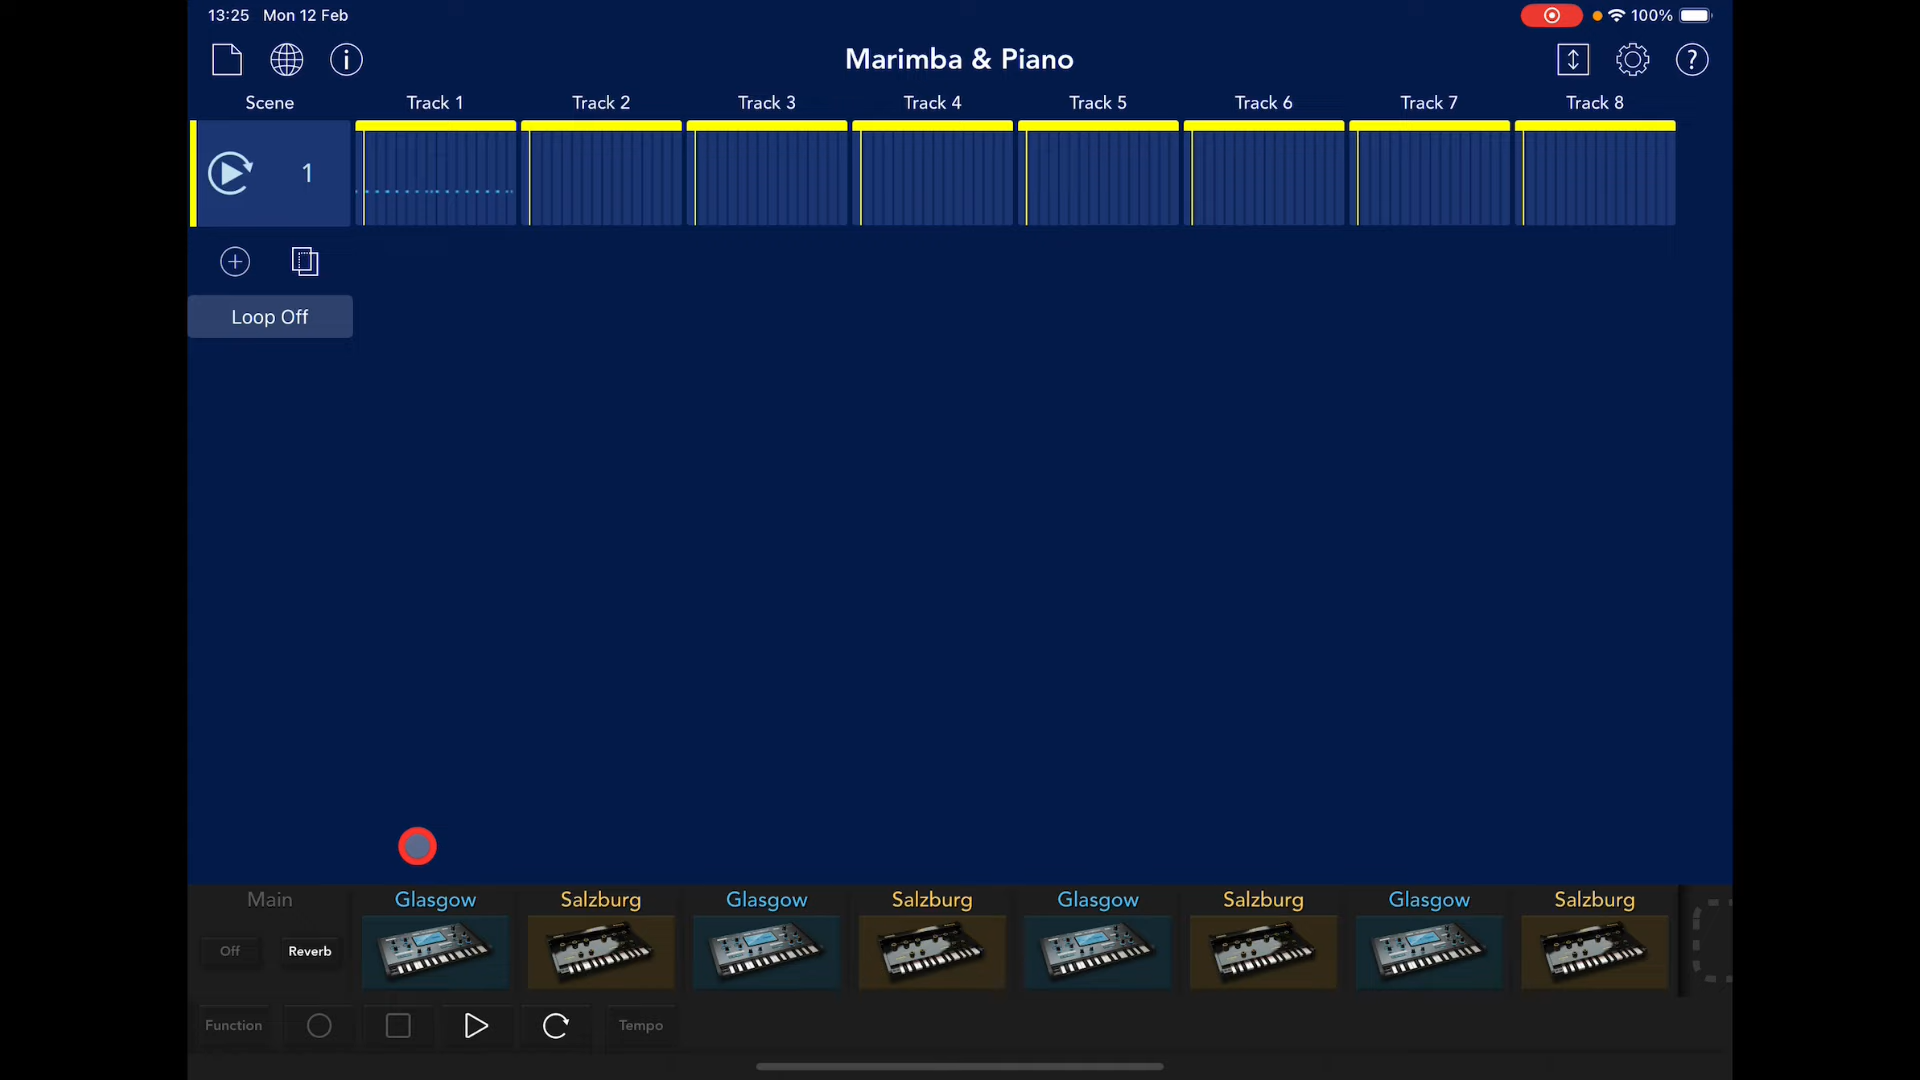 13:25 Mon 12 Feb
100%
Marimba & Piano
Scene Track 1 Track 2 Track 3 Track 4 Track 5 Track 6 Track 7 Track 8
1
Loop Off
Main Glasgow Salzburg Glasgow Salzburg Glasgow Salzburg Glasgow Salzburg
Off Reverb
Function Tempo